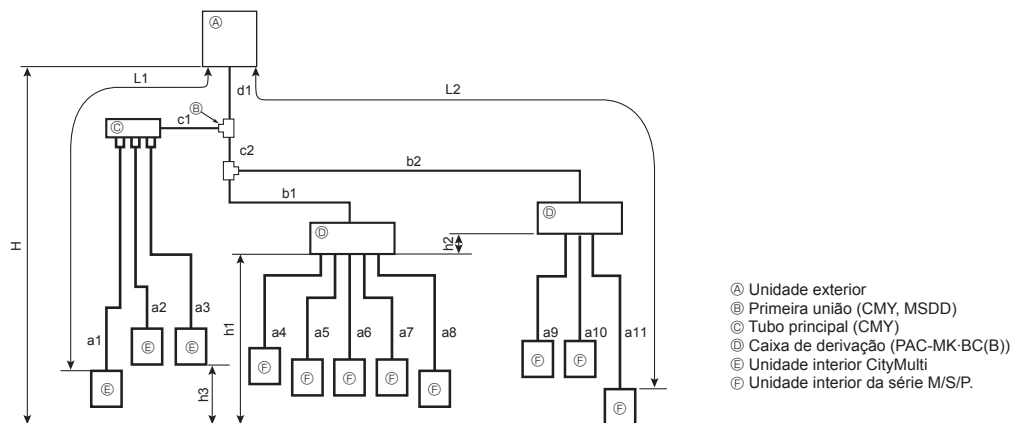 Ⓐ
L1
d1
L2
Ⓑ
Ⓒ
c1
c2
b2
b1
Ⓓ
Ⓓ
H
h2
a2
a3
h1
a4
a5
a6
a7
a8
a9
a10
a11
a1
Ⓔ
Ⓔ
Ⓔ
Ⓕ
Ⓕ
Ⓕ
Ⓕ
Ⓕ
Ⓕ
Ⓕ
Ⓕ
h3
Ⓐ Unidade exterior
Ⓑ Primeira união (CMY, MSDD)
Ⓒ Tubo principal (CMY)
Ⓓ Caixa de derivação (PAC-MK·BC(B))
Ⓔ Unidade interior CityMulti
Ⓕ Unidade interior da série M/S/P.